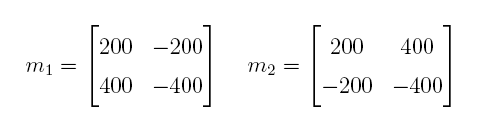 m₁ = [200 −200; 400 −400] m₂ = [200 400; −200 −400]